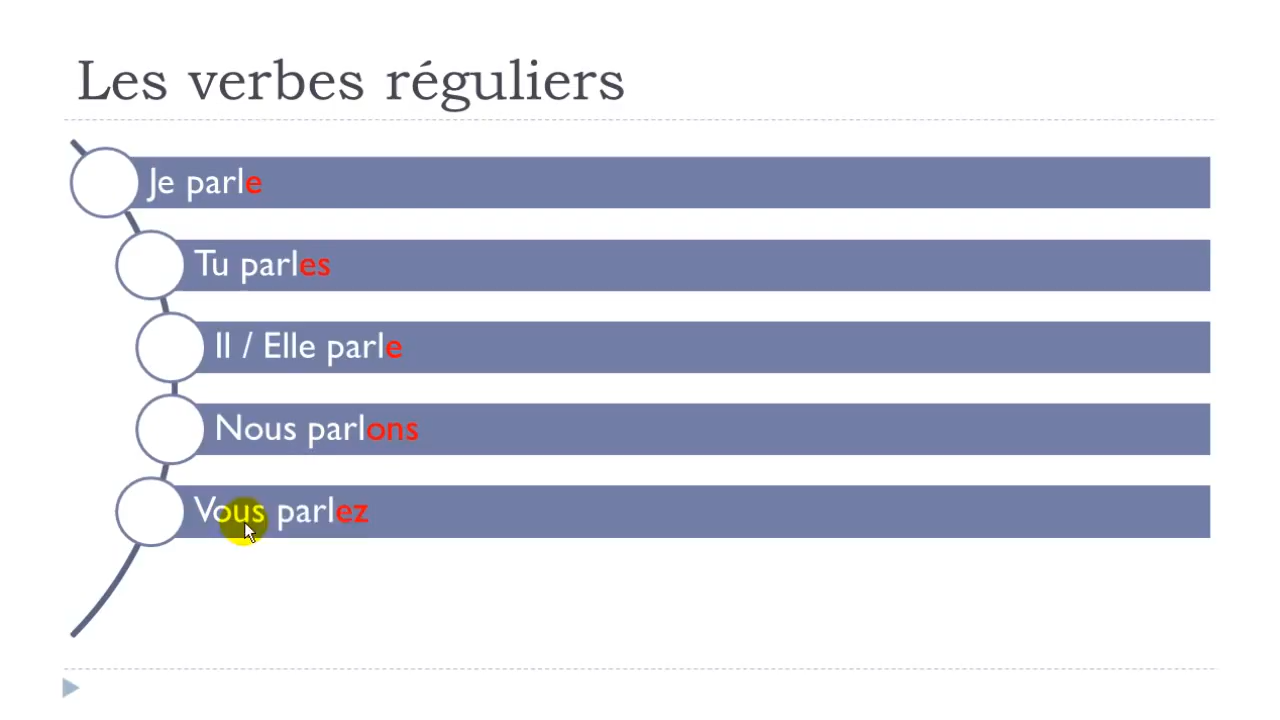 Les verbes réguliers
Je parle
Tu parles
Il / Elle parle
Nous parlons
Vous parlez